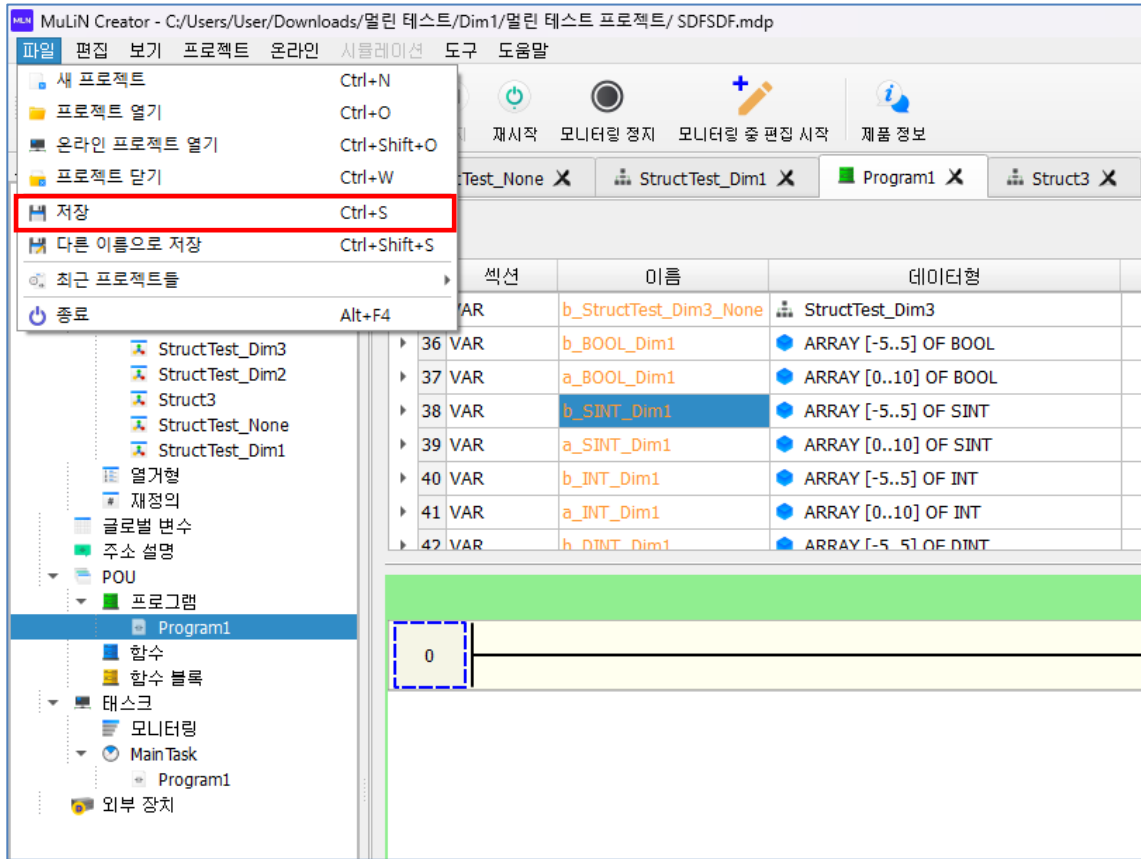 MLN MuLiN Creator - C:/Users/User/Downloads/멀린 테스트/Dim1/멀린 테스트 프로젝트/ SDFSDF.mdp
파일 편집 보기 프로젝트 온라인 시뮬레이션 도구 도움말
새 프로젝트 Ctrl+N
프로젝트 열기 Ctrl+O
온라인 프로젝트 열기 Ctrl+Shift+O
프로젝트 닫기 Ctrl+W
저장 Ctrl+S
다른 이름으로 저장 Ctrl+Shift+S
최근 프로젝트들
종료 Alt+F4
재시작 모니터링 정지 모니터링 중 편집 시작 제품 정보
Test_None StructTest_Dim1 Program1 Struct3
섹션 이름 데이터형
VAR b_StructTest_Dim3_None StructTest_Dim3
36 VAR b_BOOL_Dim1 ARRAY [-5..5] OF BOOL
37 VAR a_BOOL_Dim1 ARRAY [0..10] OF BOOL
38 VAR b_SINT_Dim1 ARRAY [-5..5] OF SINT
39 VAR a_SINT_Dim1 ARRAY [0..10] OF SINT
40 VAR b_INT_Dim1 ARRAY [-5..5] OF INT
41 VAR a_INT_Dim1 ARRAY [0..10] OF INT
42 VAR b_DINT_Dim1 ARRAY [-5..5] OF DINT
StructTest_Dim3
StructTest_Dim2
Struct3
StructTest_None
StructTest_Dim1
열거형
재정의
글로벌 변수
주소 설명
POU
프로그램
Program1
함수
함수 블록
태스크
모니터링
MainTask
Program1
외부 장치
0